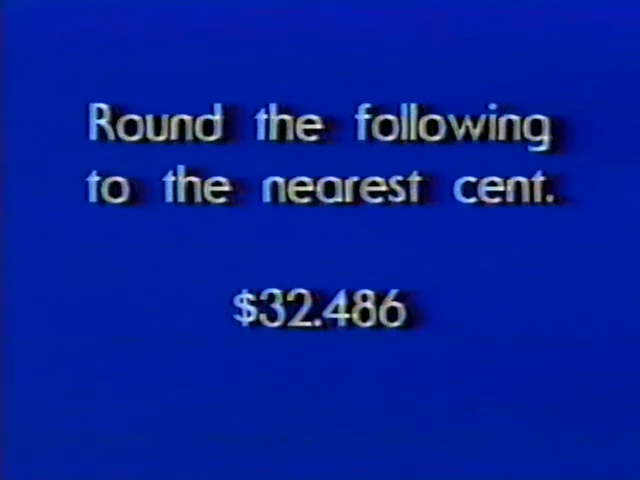 Round the following
to the nearest cent.
$32.486